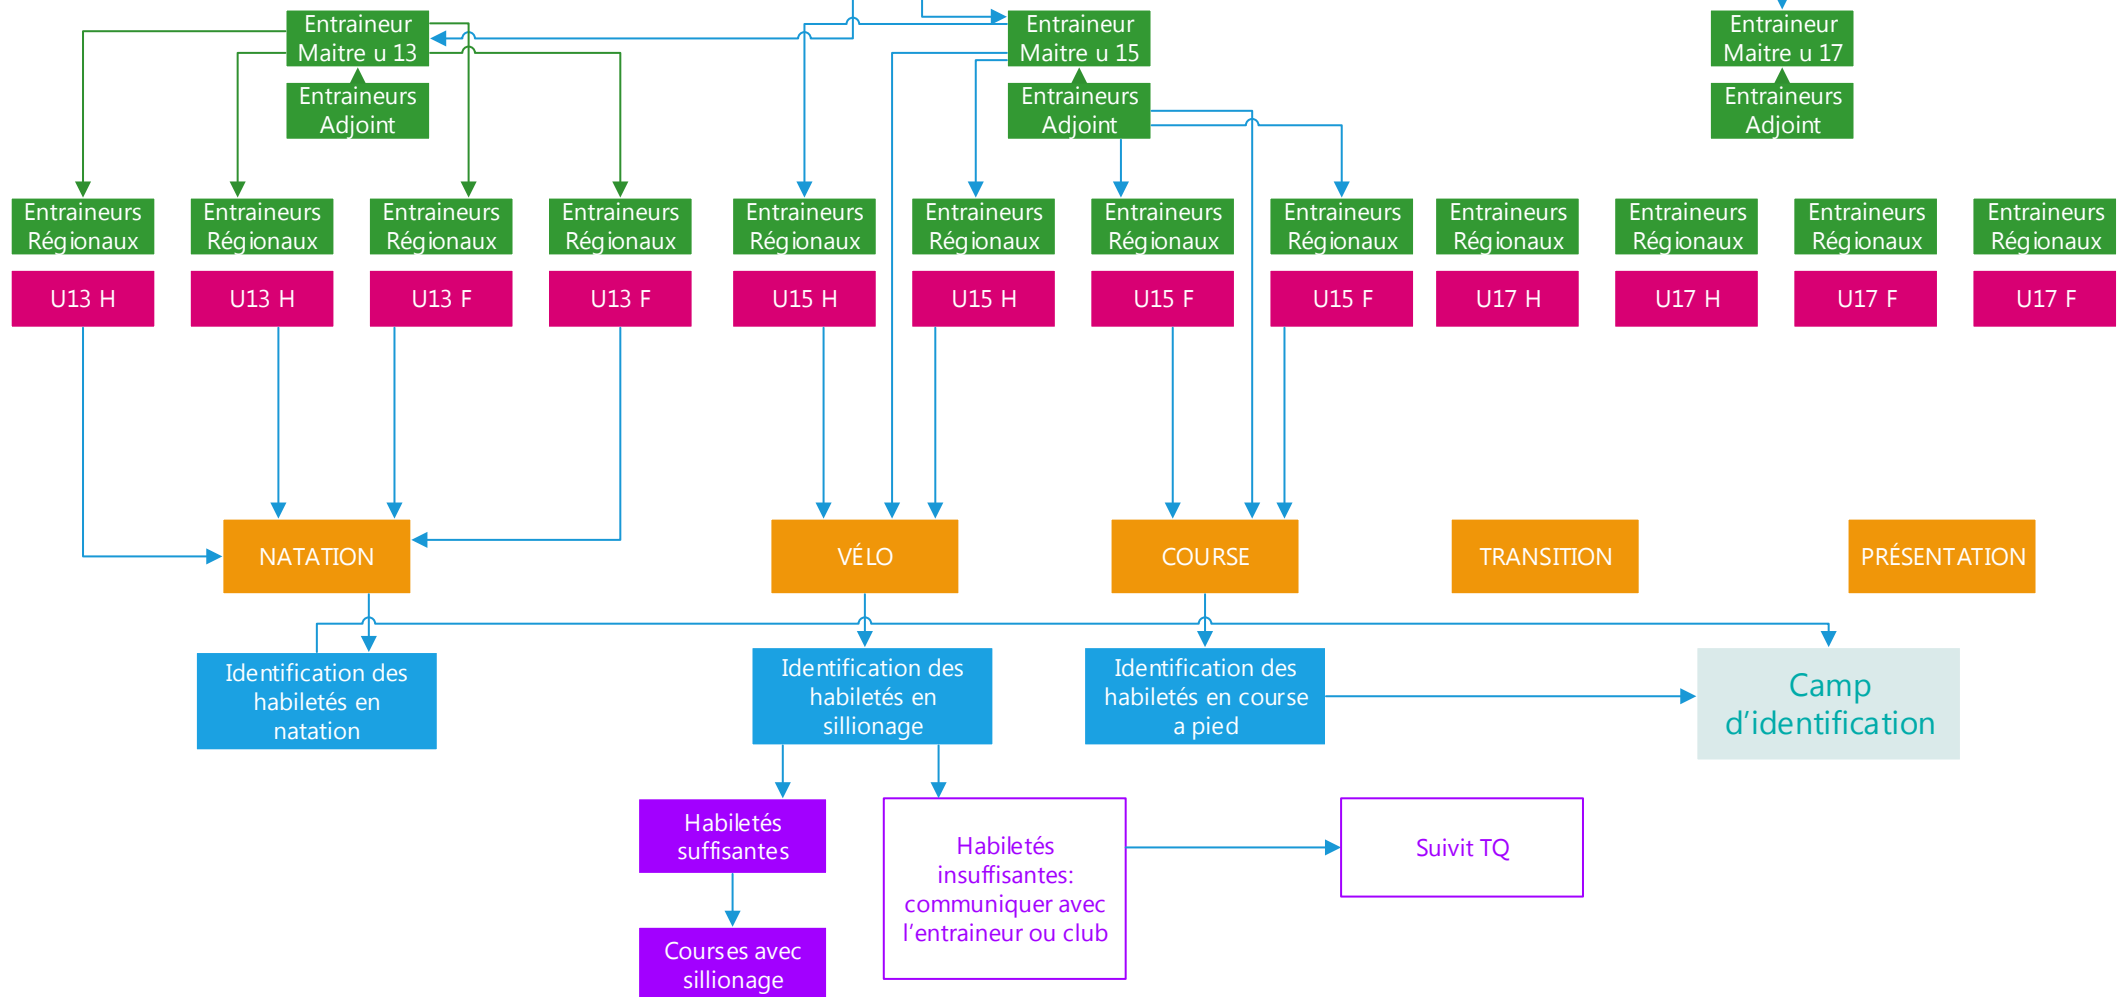 Entraineur
Maitre u 13
Entraineur
Maitre u 15
Entraineur
Maitre u 17
Entraineurs
Adjoint
Entraineurs
Adjoint
Entraineurs
Adjoint
Entraineurs
Régionaux
Entraineurs
Régionaux
Entraineurs
Régionaux
Entraineurs
Régionaux
Entraineurs
Régionaux
Entraineurs
Régionaux
Entraineurs
Régionaux
Entraineurs
Régionaux
Entraineurs
Régionaux
Entraineurs
Régionaux
Entraineurs
Régionaux
Entraineurs
Régionaux
U13 H
U13 H
U13 F
U13 F
U15 H
U15 H
U15 F
U15 F
U17 H
U17 H
U17 F
U17 F
NATATION
VÉLO
COURSE
TRANSITION
PRÉSENTATION
Identification des
habiletés en
natation
Identification des
habiletés en
sillionage
Identification des
habiletés en course
a pied
Camp
d'identification
Habiletés
suffisantes
Habiletés
insuffisantes:
communiquer avec
l'entraineur ou club
Suivit TQ
Courses avec
sillionage